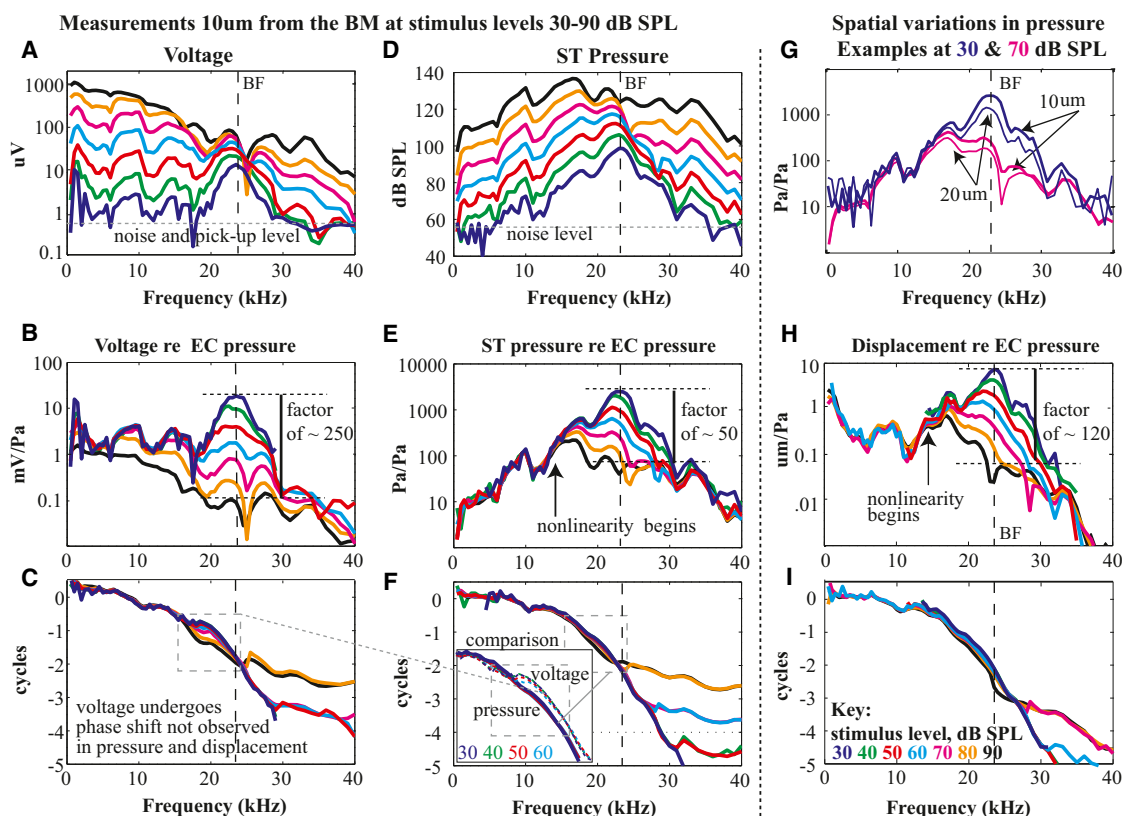 Measurements 10um from the BM at stimulus levels 30-90 dB SPL
Spatial variations in pressure
Examples at 30 & 70 dB SPL
A
Voltage
BF
uV
1000
100
10
1
0.1
noise and pick-up level
0 10 20 30 40
Frequency (kHz)
D
ST Pressure
BF
dB SPL
140
120
100
80
60
40
noise level
0 10 20 30 40
Frequency (kHz)
G
BF
Pa/Pa
1000
100
10
10um
20um
0 10 20 30 40
Frequency (kHz)
B
Voltage re EC pressure
mV/Pa
100
10
1
0.1
factor
of ~ 250
0 10 20 30 40
E
ST pressure re EC pressure
Pa/Pa
10000
1000
100
10
factor
of ~ 50
nonlinearity begins
0 10 20 30 40
H
Displacement re EC pressure
um/Pa
10
1
.1
.01
factor
of ~ 120
nonlinearity
begins
BF
0 10 20 30 40
C
cycles
0
-1
-2
-3
-4
-5
voltage undergoes
phase shift not observed
in pressure and displacement
0 10 20 30 40
Frequency (kHz)
F
cycles
0
-1
-2
-3
-4
-5
comparison
voltage
pressure
30 40 50 60
0 10 20 30 40
Frequency (kHz)
I
cycles
0
-1
-2
-3
-4
-5
Key:
stimulus level, dB SPL
30 40 50 60 70 80 90
0 10 20 30 40
Frequency (kHz)